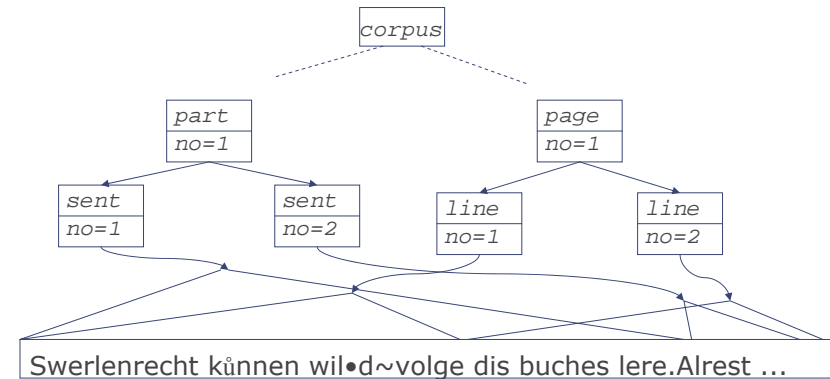 corpus
part page
no=1 no=1
sent sent line line
no=1 no=2 no=1 no=2
Swerlenrecht kůnnen wil•d~volge dis buches lere.Alrest ...